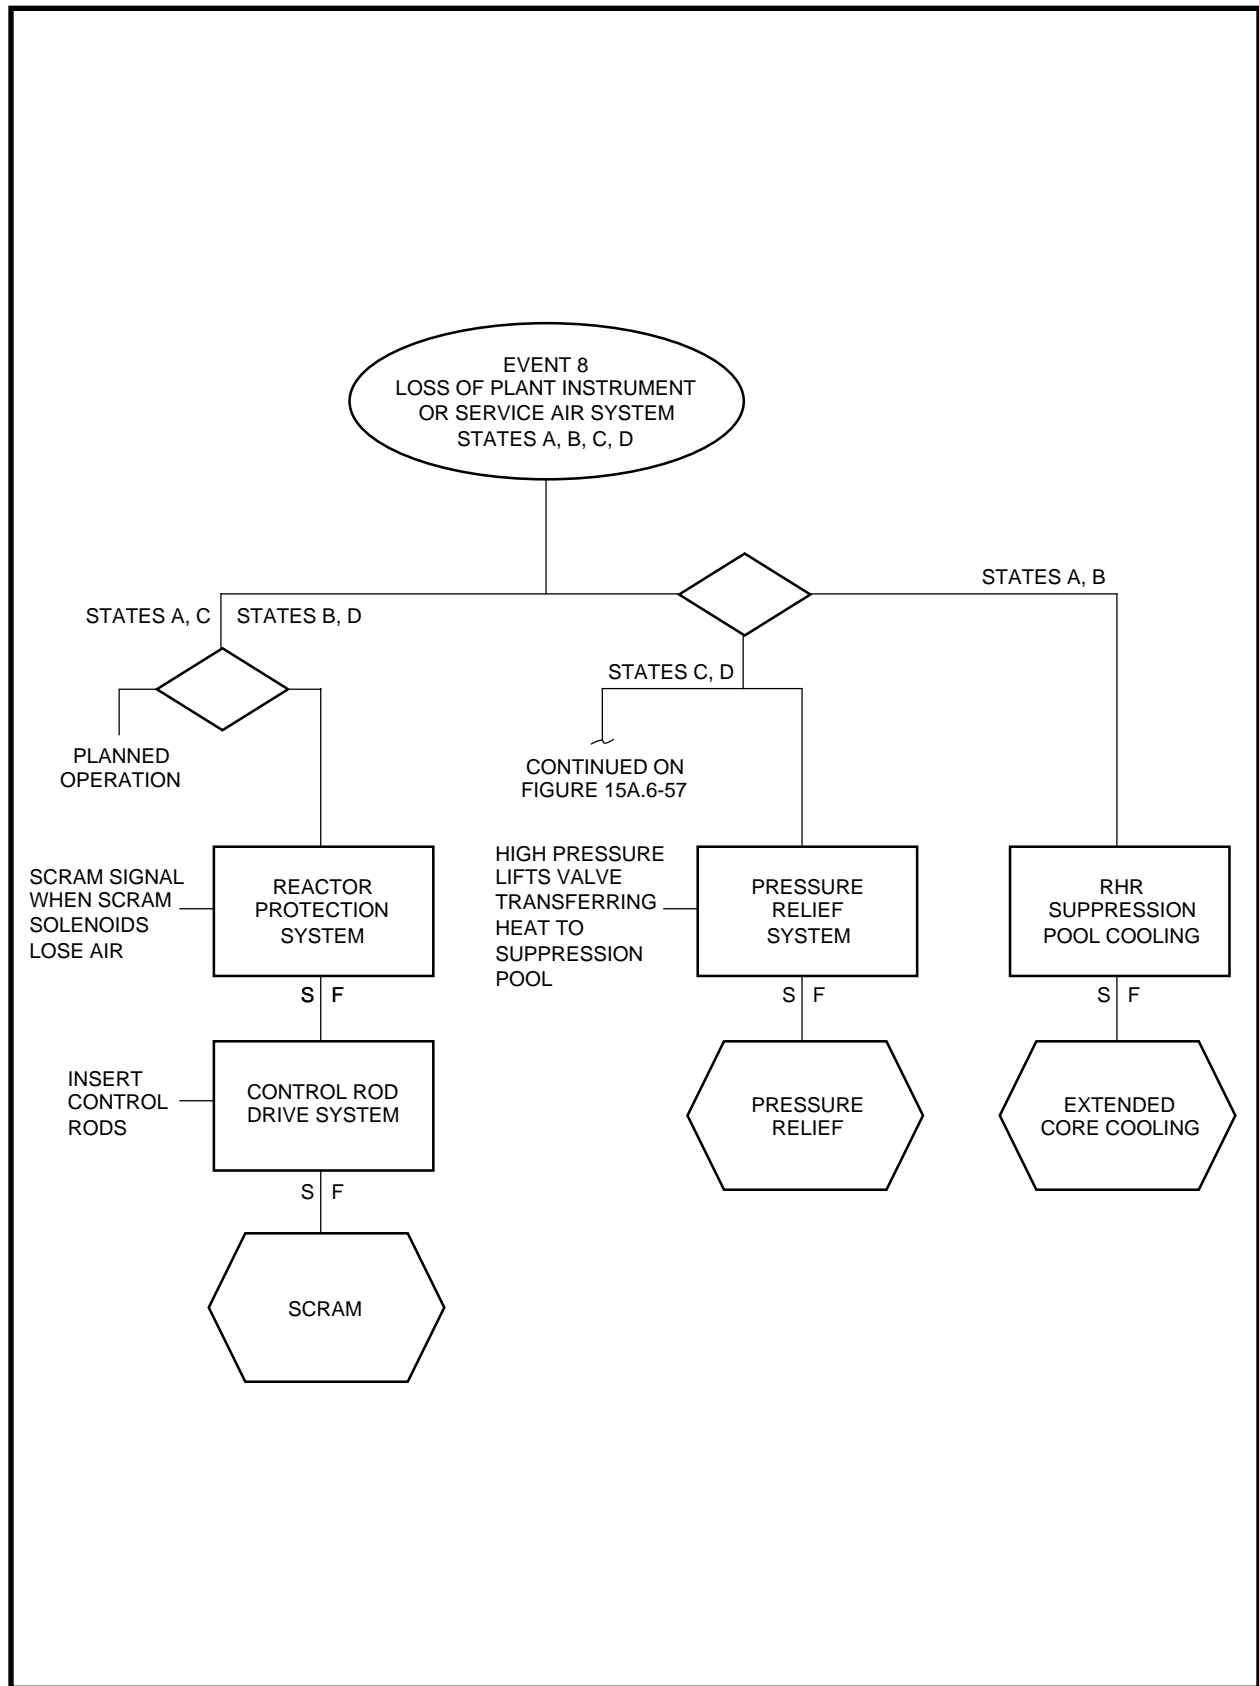 EVENT 8
LOSS OF PLANT INSTRUMENT
OR SERVICE AIR SYSTEM
STATES A, B, C, D
STATES A, B
STATES A, C
STATES B, D
STATES C, D
PLANNED
OPERATION
CONTINUED ON
FIGURE 15A.6-57
SCRAM SIGNAL
WHEN SCRAM
SOLENOIDS
LOSE AIR
REACTOR
PROTECTION
SYSTEM
HIGH PRESSURE
LIFTS VALVE
TRANSFERRING
HEAT TO
SUPPRESSION
POOL
PRESSURE
RELIEF
SYSTEM
RHR
SUPPRESSION
POOL COOLING
S F
S F
S F
INSERT
CONTROL
RODS
CONTROL ROD
DRIVE SYSTEM
PRESSURE
RELIEF
EXTENDED
CORE COOLING
S F
SCRAM